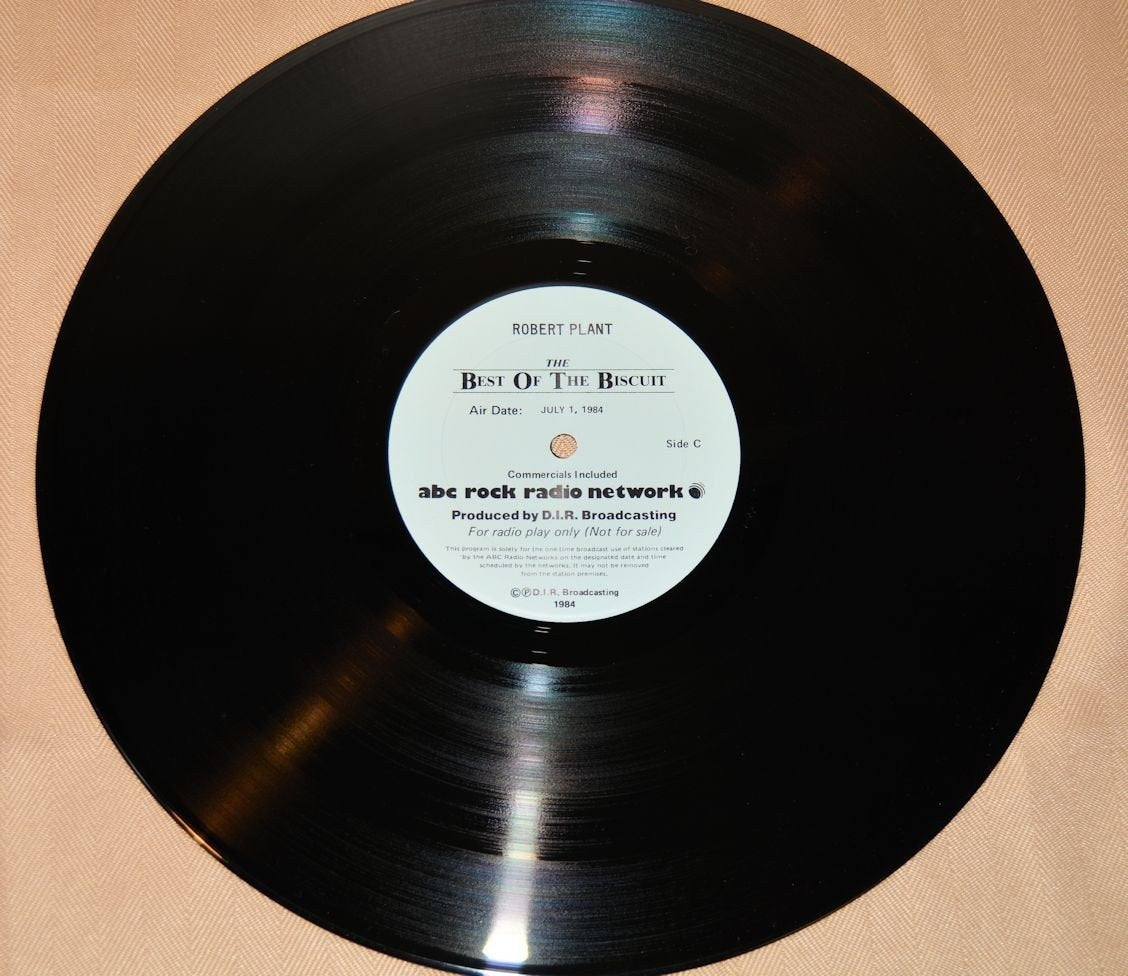 ROBERT PLANT
THE
BEST OF THE BISCUIT
Air Date: JULY 1, 1984
Side C
Commercials Included
abc rock radio network
Produced by D.I.R. Broadcasting
For radio play only (Not for sale)
This program is solely for the one-time broadcast use of stations cleared
by the ABC Radio Networks on the designated date and time
scheduled by the networks. It may not be removed
from the station premises.
©℗ D.I.R. Broadcasting
1984